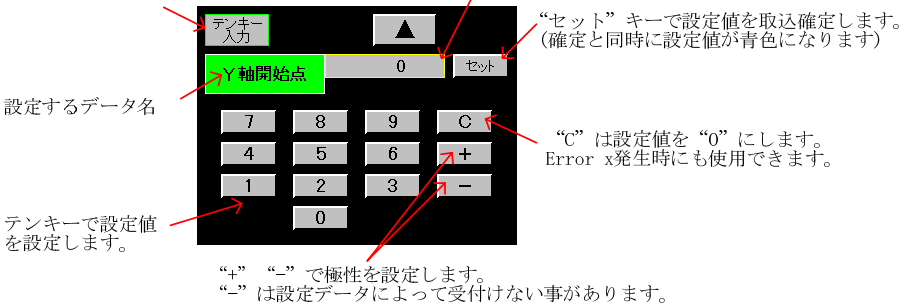 テンキー
入力
▲
“セット”キーで設定値を取込確定します。
(確定と同時に設定値が青色になります)
Y軸開始点
0
セット
設定するデータ名
7 8 9 C
4 5 6 +
1 2 3 -
0
“C”は設定値を“0”にします。
Error x発生時にも使用できます。
テンキーで設定値
を設定します。
“+” “-”で極性を設定します。
“-”は設定データによって受付けない事があります。